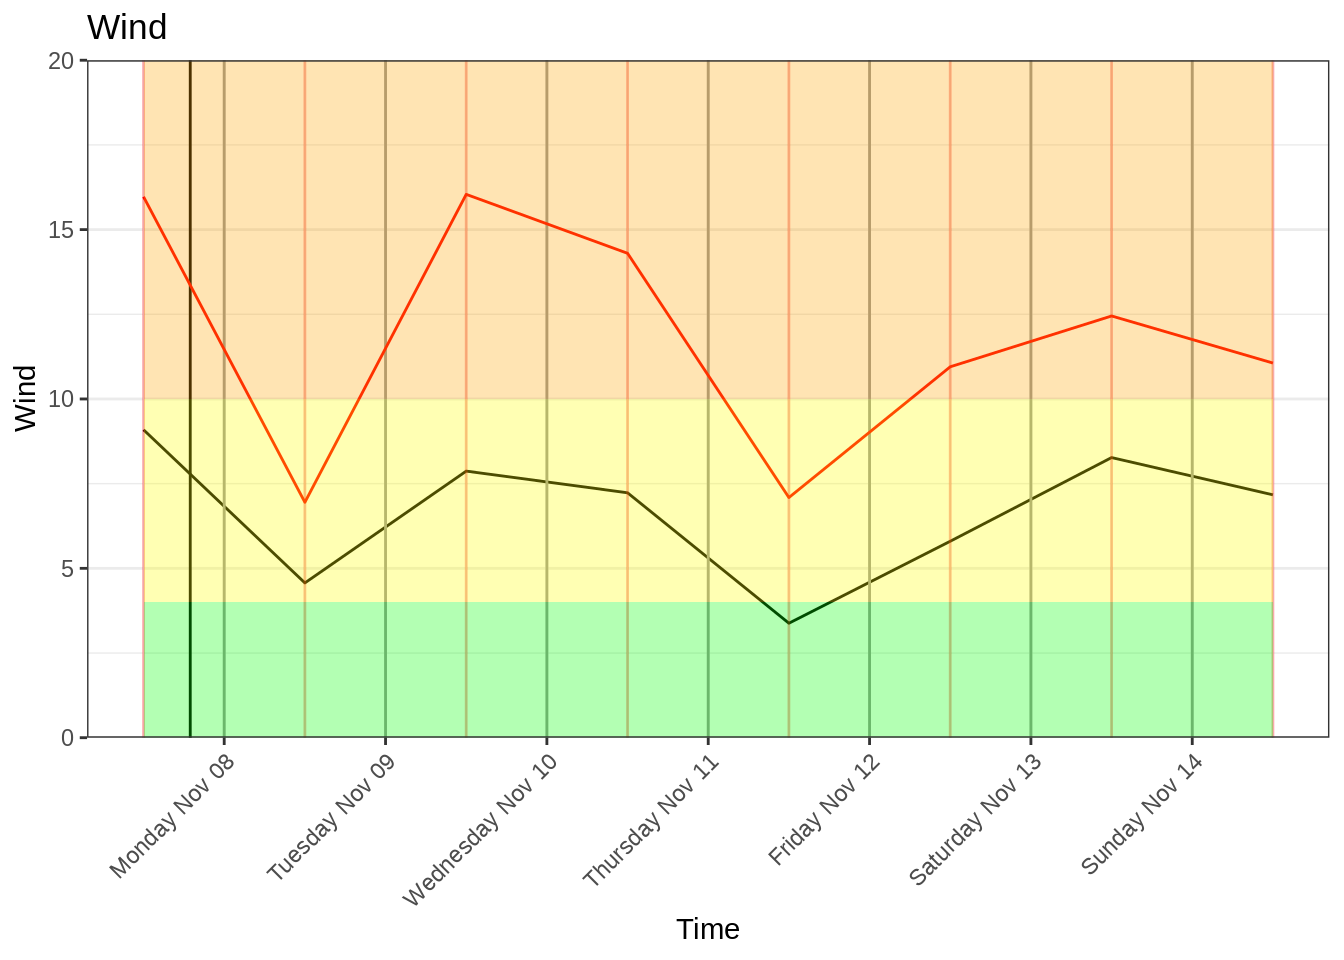 Wind
20
15
10
5
0
Wind
Monday Nov 08
Tuesday Nov 09
Wednesday Nov 10
Thursday Nov 11
Friday Nov 12
Saturday Nov 13
Sunday Nov 14
Time